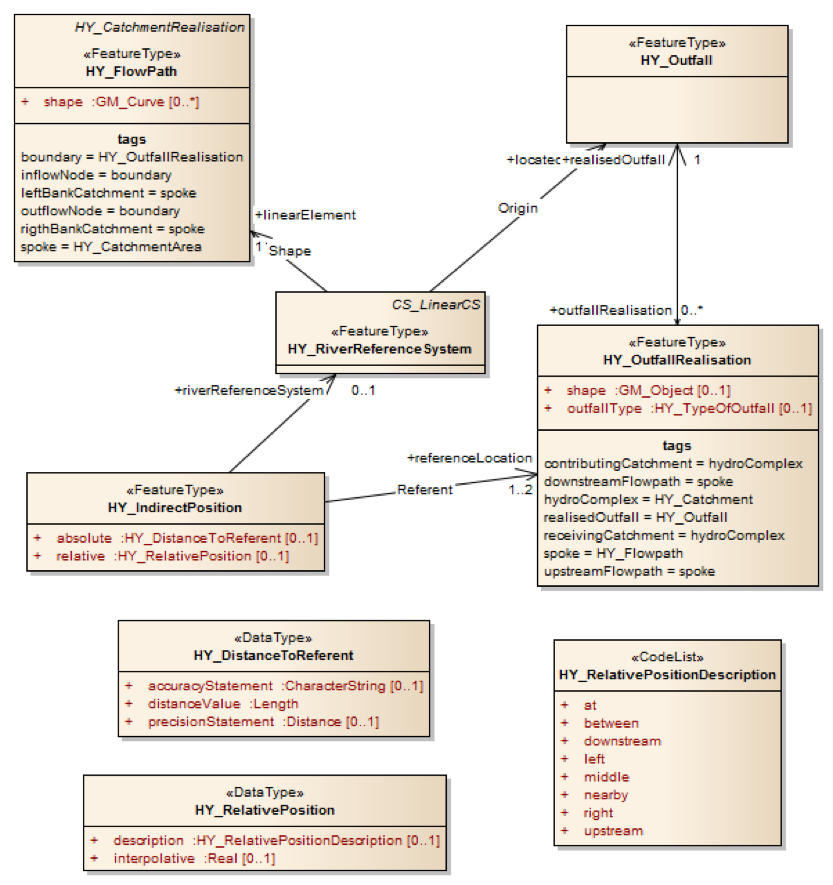 HY_CatchmentRealisation
«FeatureType»
HY_FlowPath
+ shape :GM_Curve [0..*]
tags
boundary = HY_OutfallRealisation
inflowNode = boundary
leftBankCatchment = spoke
outflowNode = boundary
rigthBankCatchment = spoke
spoke = HY_CatchmentArea
«FeatureType»
HY_Outfall
+located
+realisedOutfall
1
Origin
+linearElement
1
Shape
CS_LinearCS
«FeatureType»
HY_RiverReferenceSystem
+outfallRealisation 0..*
«FeatureType»
HY_OutfallRealisation
+ shape :GM_Object [0..1]
+ outfallType :HY_TypeOfOutfall [0..1]
tags
contributingCatchment = hydroComplex
downstreamFlowpath = spoke
hydroComplex = HY_Catchment
realisedOutfall = HY_Outfall
receivingCatchment = hydroComplex
spoke = HY_Flowpath
upstreamFlowpath = spoke
+riverReferenceSystem
0..1
+referenceLocation
Referent
1..2
«FeatureType»
HY_IndirectPosition
+ absolute :HY_DistanceToReferent [0..1]
+ relative :HY_RelativePosition [0..1]
«DataType»
HY_DistanceToReferent
+ accuracyStatement :CharacterString [0..1]
+ distanceValue :Length
+ precisionStatement :Distance [0..1]
«CodeList»
HY_RelativePositionDescription
+ at
+ between
+ downstream
+ left
+ middle
+ nearby
+ right
+ upstream
«DataType»
HY_RelativePosition
+ description :HY_RelativePositionDescription [0..1]
+ interpolative :Real [0..1]